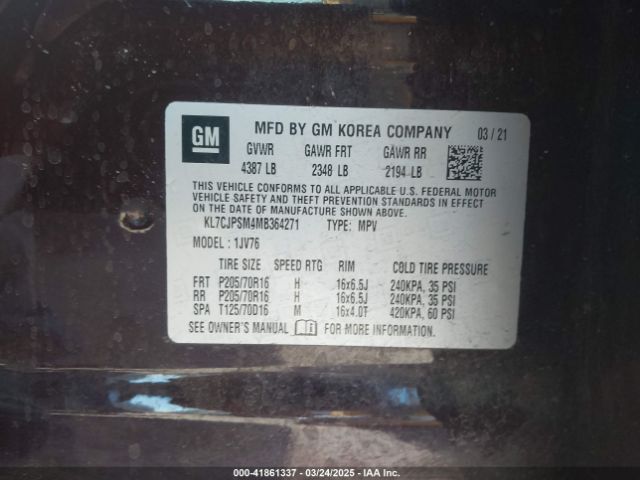 GM
MFD BY GM KOREA COMPANY 03/21
GVWR GAWR FRT GAWR RR
4387 LB 2348 LB 2194 LB
THIS VEHICLE CONFORMS TO ALL APPLICABLE U.S. FEDERAL MOTOR
VEHICLE SAFETY AND THEFT PREVENTION STANDARDS IN EFFECT
ON THE DATE OF MANUFACTURE SHOWN ABOVE.
KL7CJPSM4MB364271 TYPE: MPV
MODEL: 1JV76
TIRE SIZE SPEED RTG RIM COLD TIRE PRESSURE
FRT P205/70R16 H 16x6.5J 240KPA, 35 PSI
RR P205/70R16 H 16x6.5J 240KPA, 35 PSI
SPA T125/70D16 M 16x4.0T 420KPA, 60 PSI
SEE OWNER'S MANUAL FOR MORE INFORMATION.
000-41861337 — 03/24/2025 — IAA Inc.